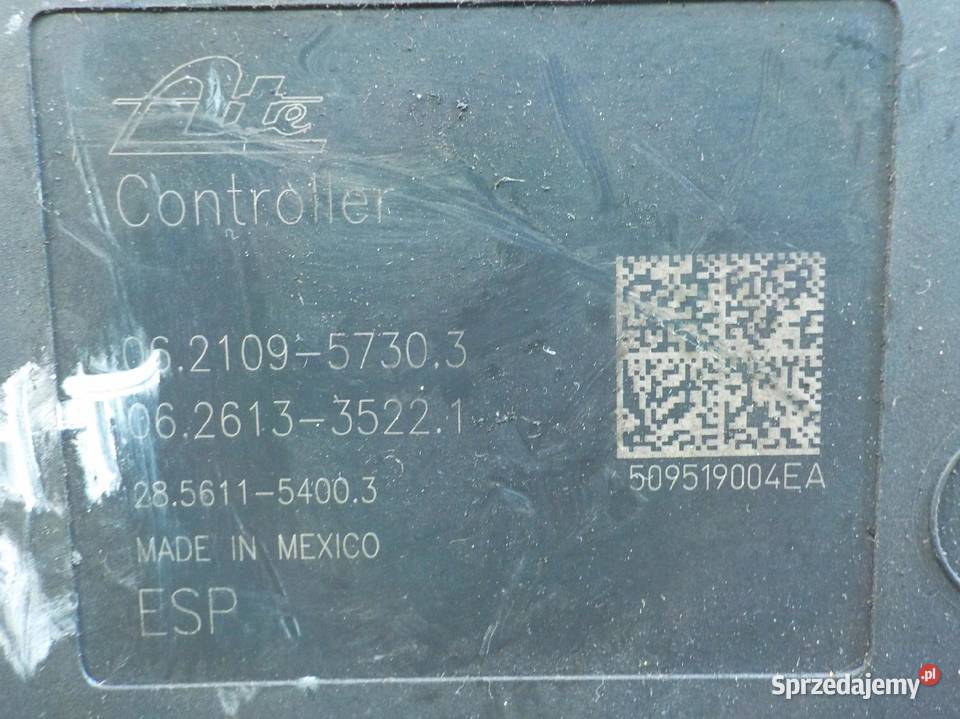 Ate
Controller
06.2109-5730.3
06.2613-3522.1
28.5611-5400.3
MADE IN MEXICO
ESP
509519004EA
Sprzedajemy.pl